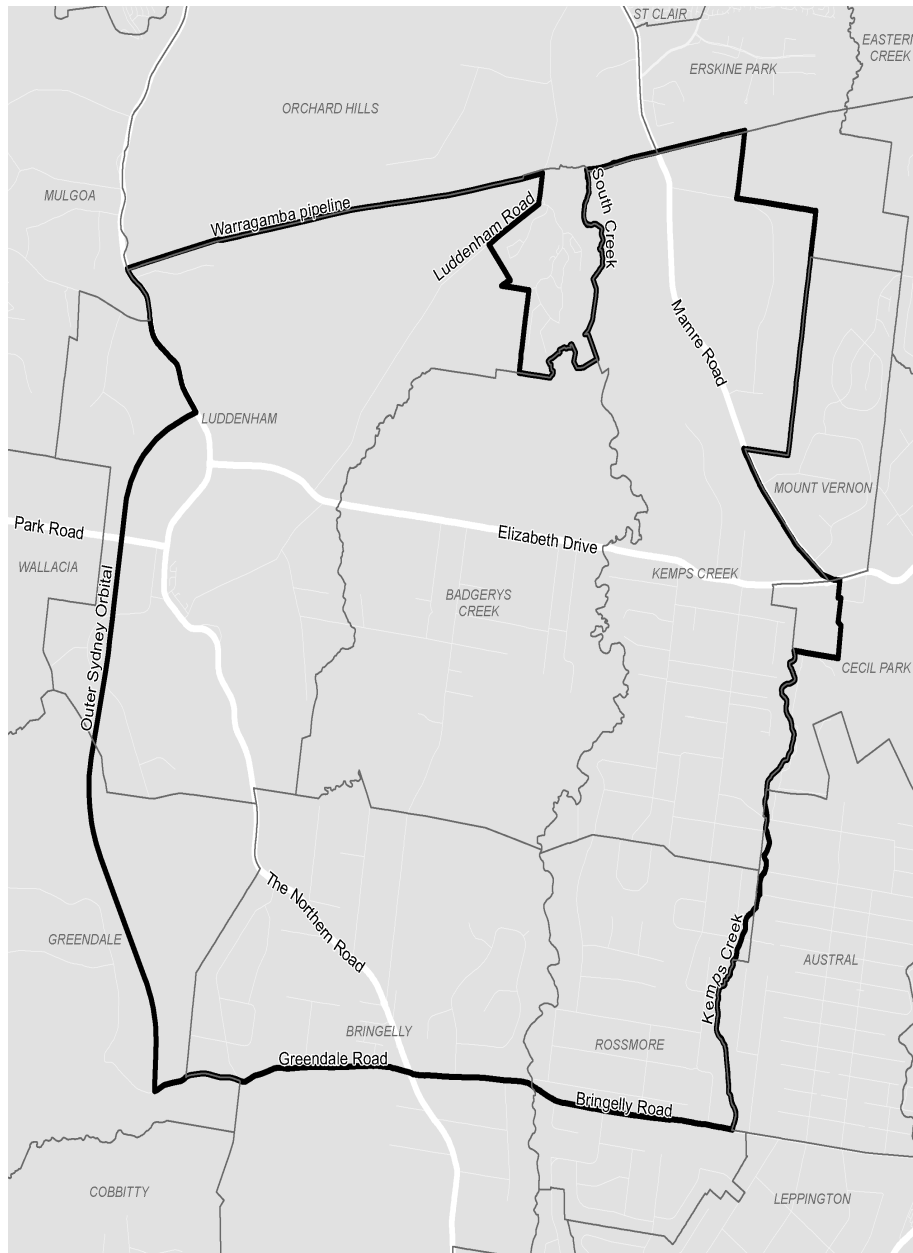 ST CLAIR
EASTERN
CREEK
ERSKINE PARK
ORCHARD HILLS
MULGOA
Warragamba pipeline
Luddenham Road
South Creek
Mamre Road
LUDDENHAM
MOUNT VERNON
Park Road
Elizabeth Drive
WALLACIA
KEMPS CREEK
BADGERYS
CREEK
Outer Sydney Orbital
CECIL PARK
The Northern Road
GREENDALE
Kemps Creek
AUSTRAL
BRINGELLY
ROSSMORE
Greendale Road
Bringelly Road
COBBITTY
LEPPINGTON